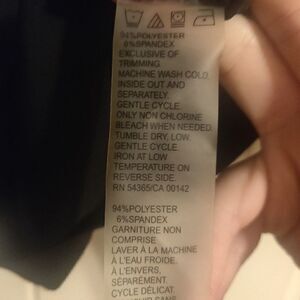 94%POLYESTER
6%SPANDEX
EXCLUSIVE OF
TRIMMING
MACHINE WASH COLD
INSIDE OUT AND
SEPARATELY.
GENTLE CYCLE.
ONLY NON CHLORINE
BLEACH WHEN NEEDED.
TUMBLE DRY, LOW.
GENTLE CYCLE.
IRON AT LOW
TEMPERATURE ON
REVERSE SIDE.
RN 54365/CA 00142
94%POLYESTER
6%SPANDEX
GARNITURE NON
COMPRISE
LAVER À LA MACHINE
À L'EAU FROIDE.
À L'ENVERS,
SÉPAREMENT.
CYCLE DÉLICAT.